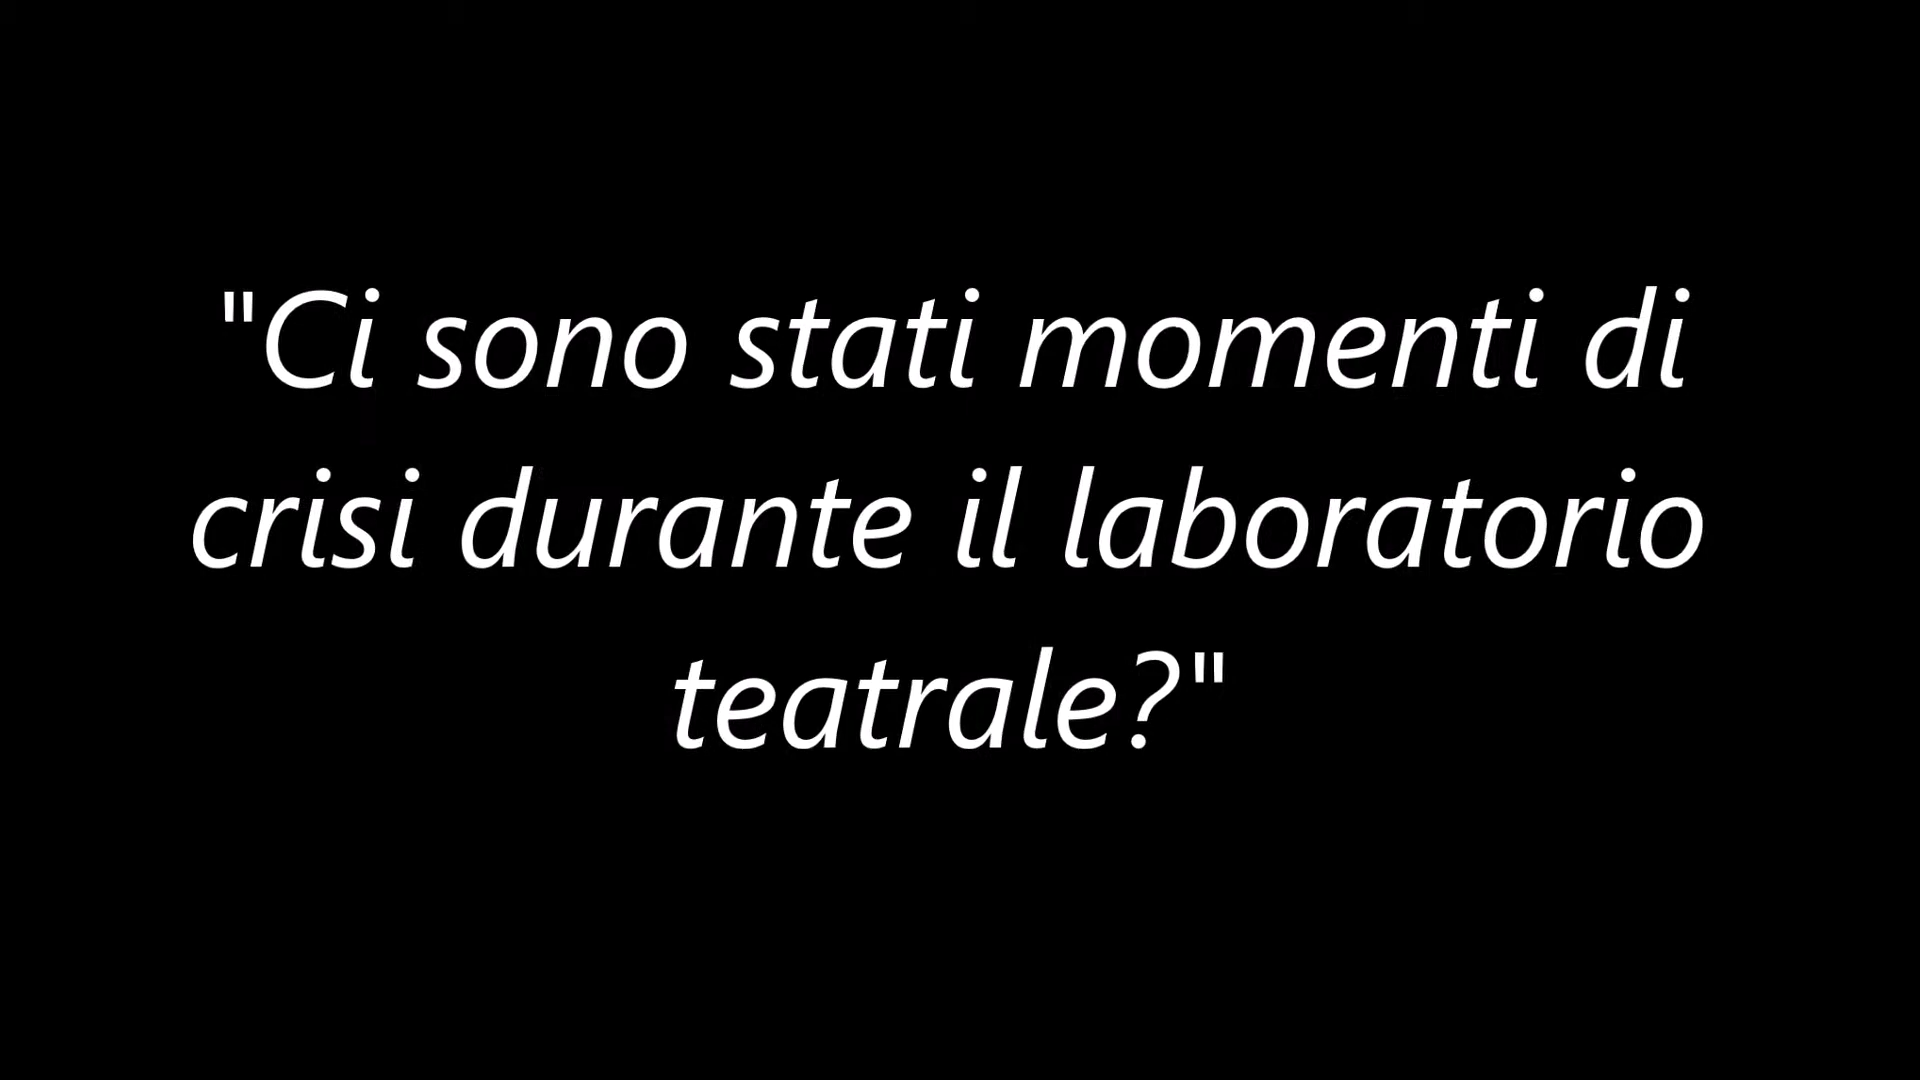 "Ci sono stati momenti di
crisi durante il laboratorio
teatrale?"